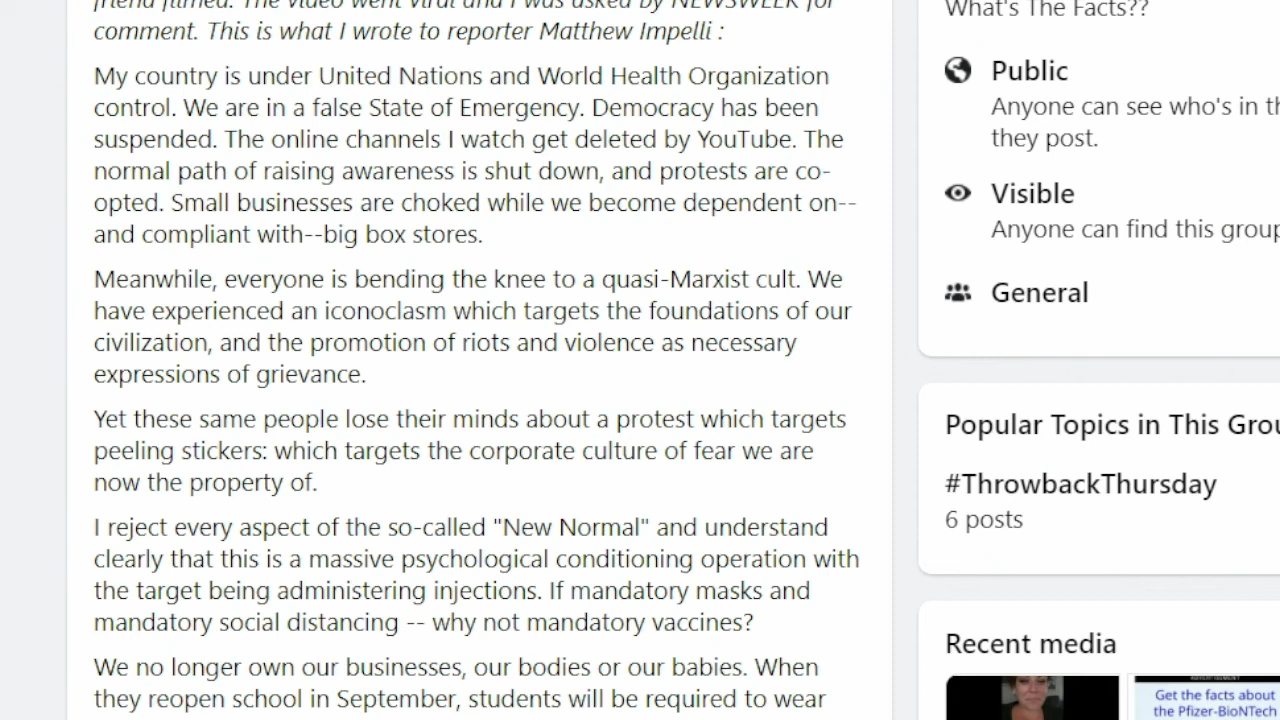 friend filmed. The video went viral and I was asked by NEWSWEEK for
comment. This is what I wrote to reporter Matthew Impelli :
My country is under United Nations and World Health Organization
control. We are in a false State of Emergency. Democracy has been
suspended. The online channels I watch get deleted by YouTube. The
normal path of raising awareness is shut down, and protests are co-
opted. Small businesses are choked while we become dependent on--
and compliant with--big box stores.
Meanwhile, everyone is bending the knee to a quasi-Marxist cult. We
have experienced an iconoclasm which targets the foundations of our
civilization, and the promotion of riots and violence as necessary
expressions of grievance.
Yet these same people lose their minds about a protest which targets
peeling stickers: which targets the corporate culture of fear we are
now the property of.
I reject every aspect of the so-called "New Normal" and understand
clearly that this is a massive psychological conditioning operation with
the target being administering injections. If mandatory masks and
mandatory social distancing -- why not mandatory vaccines?
We no longer own our businesses, our bodies or our babies. When
they reopen school in September, students will be required to wear
What's The Facts??
Public
Anyone can see who's in th
they post.
Visible
Anyone can find this group
General
Popular Topics in This Grou
#ThrowbackThursday
6 posts
Recent media
ADVERTISEMENT
Get the facts about
the Pfizer-BioNTech